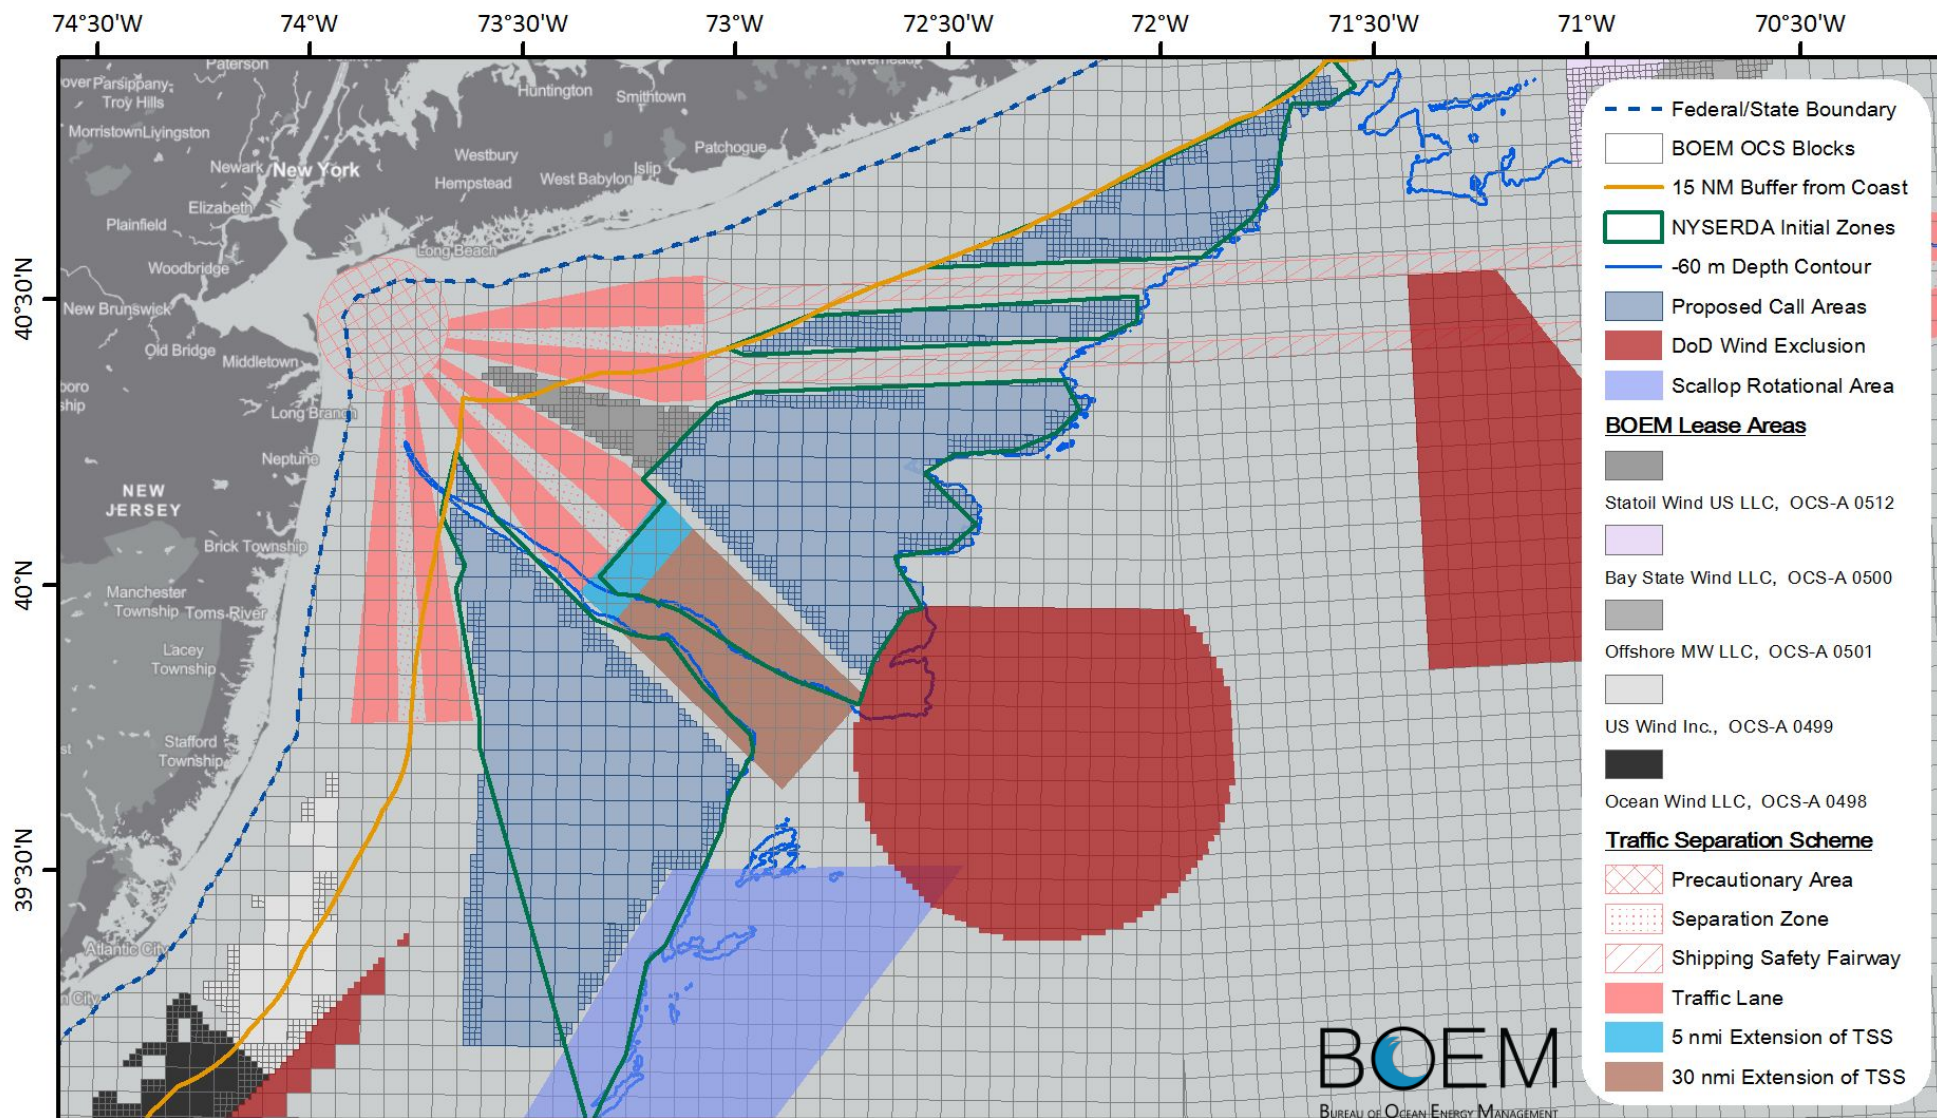 74°30'W 74°W 73°30'W 73°W 72°30'W 72°W 71°30'W 71°W 70°30'W
40°30'N
40°N
39°30'N
Paterson
Riverhead
over Parsippany-
Troy Hills
Huntington
Smithtown
Morristown Livingston
Patchogue
Newark
New York
Westbury
Hempstead
West Babylon
Islip
Elizabeth
Plainfield
Long Beach
Woodbridge
New Brunswick
Old Bridge
Middletown
boro
ship
Long Branch
Neptune
NEW
JERSEY
Brick Township
Manchester
Township
Toms River
Lacey
Township
Stafford
Township
st
Atlantic City
n City
Federal/State Boundary
BOEM OCS Blocks
15 NM Buffer from Coast
NYSERDA Initial Zones
-60 m Depth Contour
Proposed Call Areas
DoD Wind Exclusion
Scallop Rotational Area
BOEM Lease Areas
Statoil Wind US LLC, OCS-A 0512
Bay State Wind LLC, OCS-A 0500
Offshore MW LLC, OCS-A 0501
US Wind Inc., OCS-A 0499
Ocean Wind LLC, OCS-A 0498
Traffic Separation Scheme
Precautionary Area
Separation Zone
Shipping Safety Fairway
Traffic Lane
5 nmi Extension of TSS
30 nmi Extension of TSS
BOEM
BUREAU OF OCEAN ENERGY MANAGEMENT